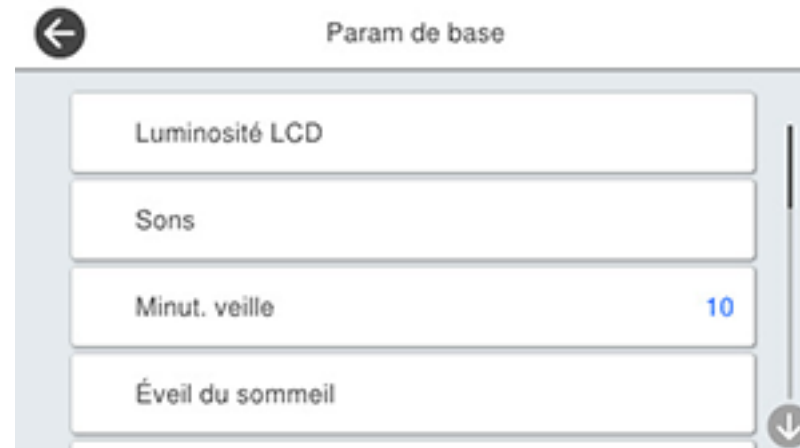 Param de base
Luminosité LCD
Sons
Minut. veille 10
Éveil du sommeil